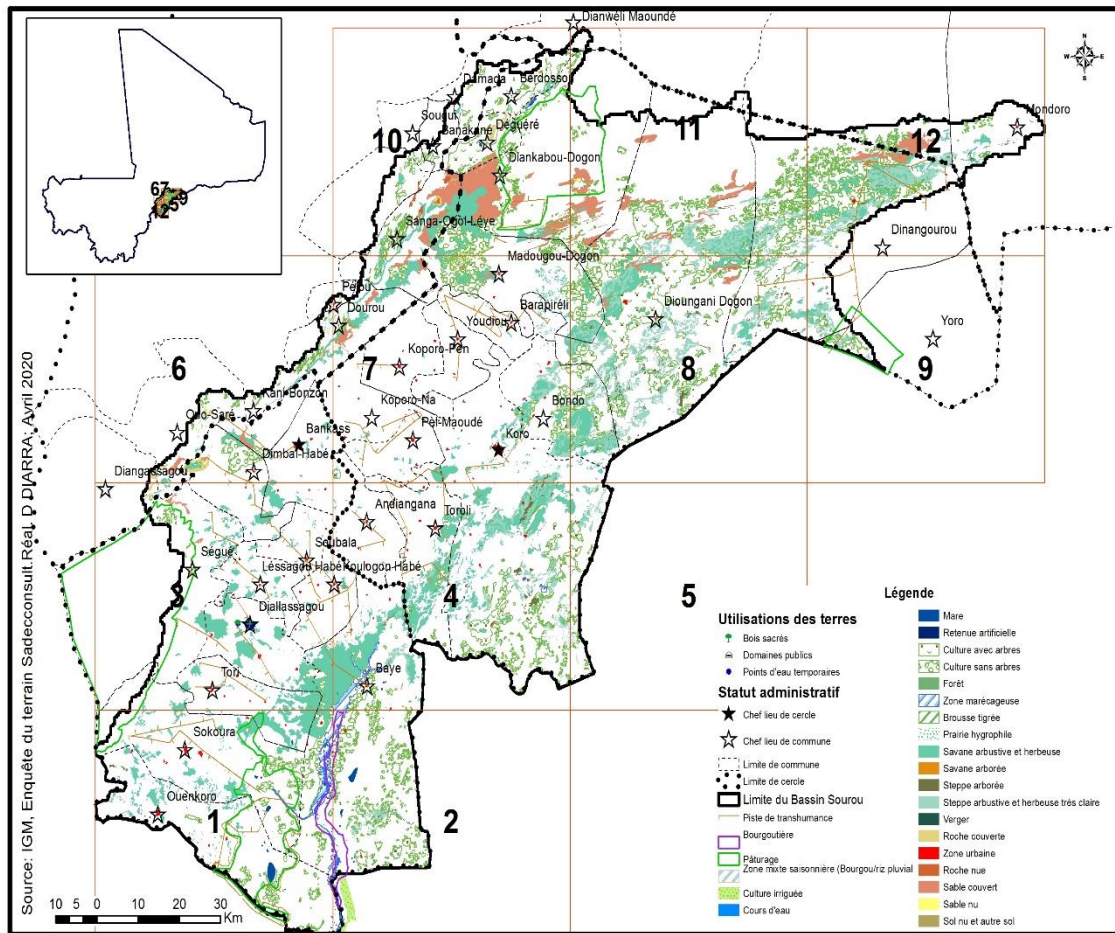 Dianwéli Maoundé
N
W E
S
67
59
12
Damada
Berdosso
Sougui
10
Banakane
Déguéré
11
12
Mondoro
Diankabou-Dogon
Sanga-Ogol-Léye
Dinangourou
Madougou-Dogon
Pelou
Dourou
Barapiréli
Youdiou
Dioungani Dogon
Yoro
6
7
Koporo-Pen
8
9
Kani-Bonzon
Koporo-Na
Bondo
Ouo-Saré
Bankass
Pel-Maoudé
Koro
Dimbal-Habé
Diangassagou
Andiangana
Toroli
Soubala
Ségué
Lessagou-Habé
Koulogon-Habé
3
Diallassagou
4
5
Baye
Tori
Sokoura
Ouenkoro
1
2
Source: IGM, Enquête du terrain Sadecconsult.Réal. D DIARRA; Avril 2020
10 5 0 10 20 30
Km
Utilisations des terres
Bois sacrés
Domaines publics
Points d'eau temporaires
Statut administratif
Chef lieu de cercle
Chef lieu de commune
Limite de commune
Limite de cercle
Limite du Bassin Sourou
Piste de transhumance
Bourgoutière
Pâturage
Zone mixte saisonnière (Bourgou/riz pluvial
Culture irriguée
Cours d'eau
Légende
Mare
Retenue artificielle
Culture avec arbres
Culture sans arbres
Forêt
Zone marécageuse
Brousse tigrée
Prairie hygrophile
Savane arbustive et herbeuse
Savane arborée
Steppe arborée
Steppe arbustive et herbeuse très claire
Verger
Roche couverte
Zone urbaine
Roche nue
Sable couvert
Sable nu
Sol nu et autre sol